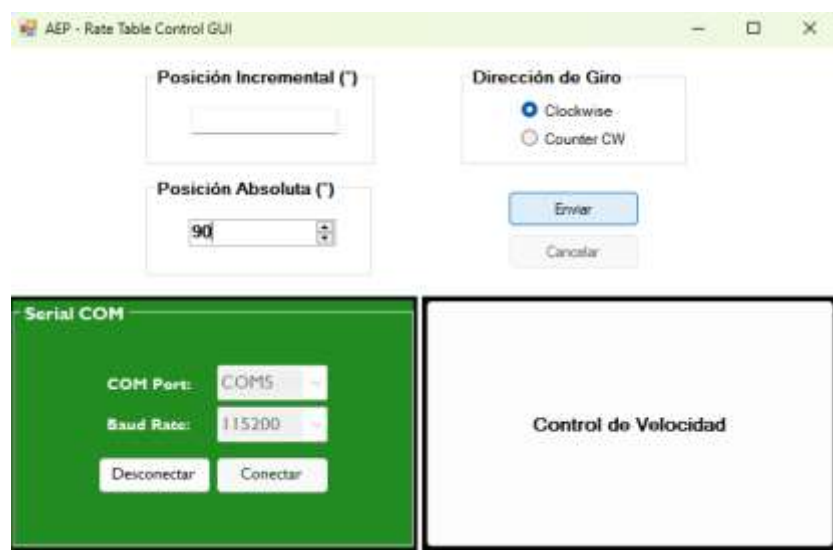 AEP - Rate Table Control GUI
Posición Incremental (°)
Dirección de Giro
Clockwise
Counter CW
Posición Absoluta (°)
90
Enviar
Cancelar
Serial COM
COM Port:
COM5
Baud Rate:
115200
Desconectar
Conectar
Control de Velocidad